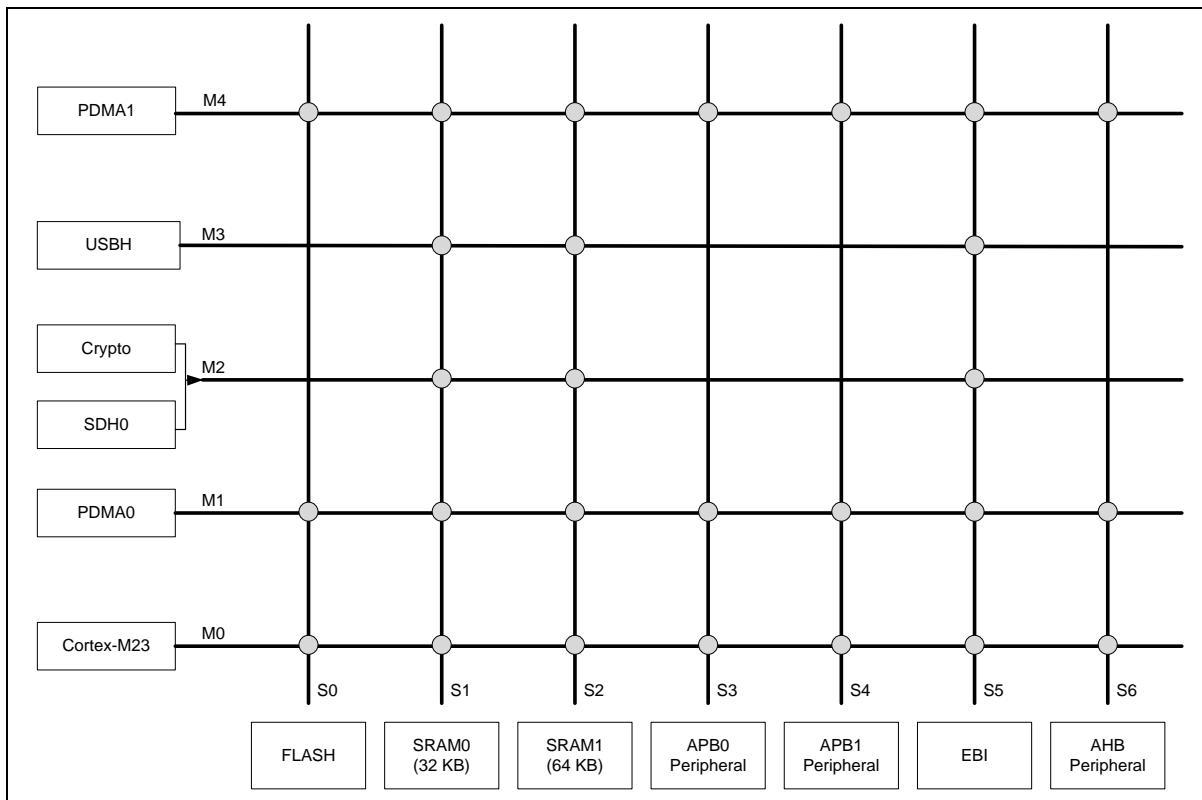 PDMA1
M4
USBH
M3
Crypto
M2
SDH0
PDMA0
M1
Cortex-M23
M0
S0
S1
S2
S3
S4
S5
S6
FLASH
SRAM0
(32 KB)
SRAM1
(64 KB)
APB0
Peripheral
APB1
Peripheral
EBI
AHB
Peripheral